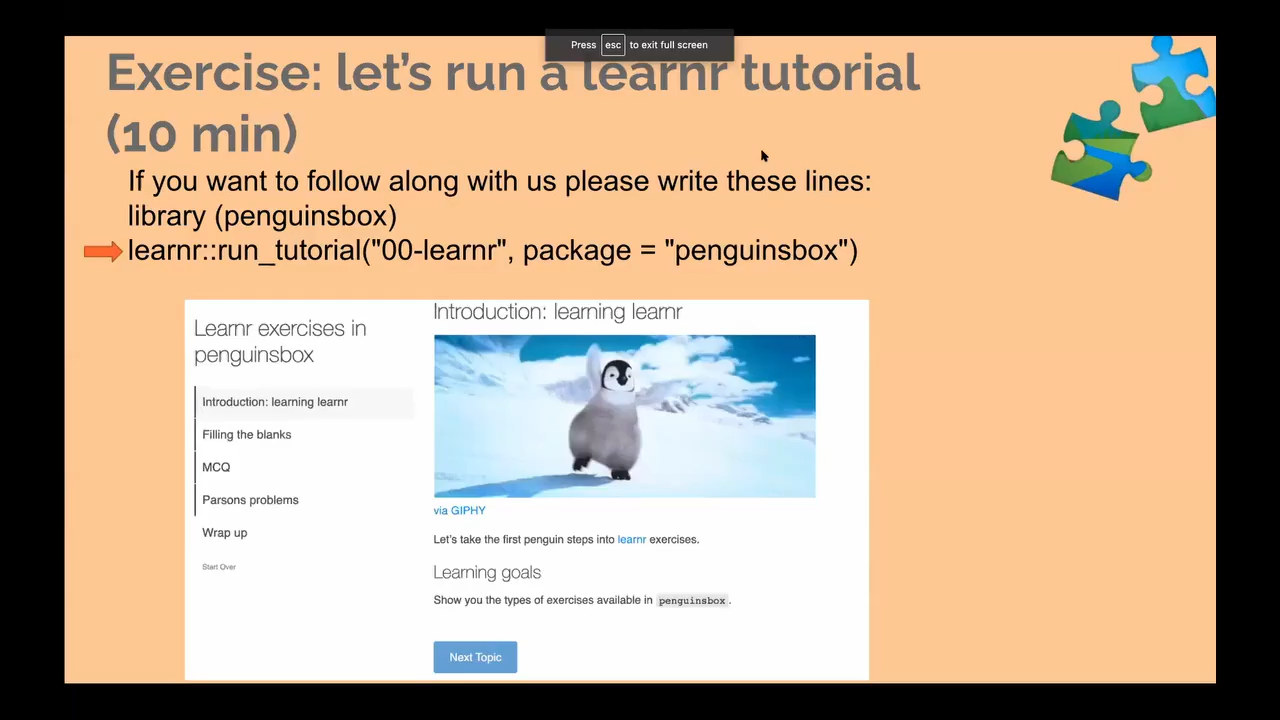 Press esc to exit full screen
Exercise: let's run a learnr tutorial
(10 min)
If you want to follow along with us please write these lines:
library (penguinsbox)
learnr::run_tutorial("00-learnr", package = "penguinsbox")
Learnr exercises in
penguinsbox
Introduction: learning learnr
Filling the blanks
MCQ
Parsons problems
Wrap up
Start Over
Introduction: learning learnr
via GIPHY
Let's take the first penguin steps into learnr exercises.
Learning goals
Show you the types of exercises available in penguinsbox.
Next Topic